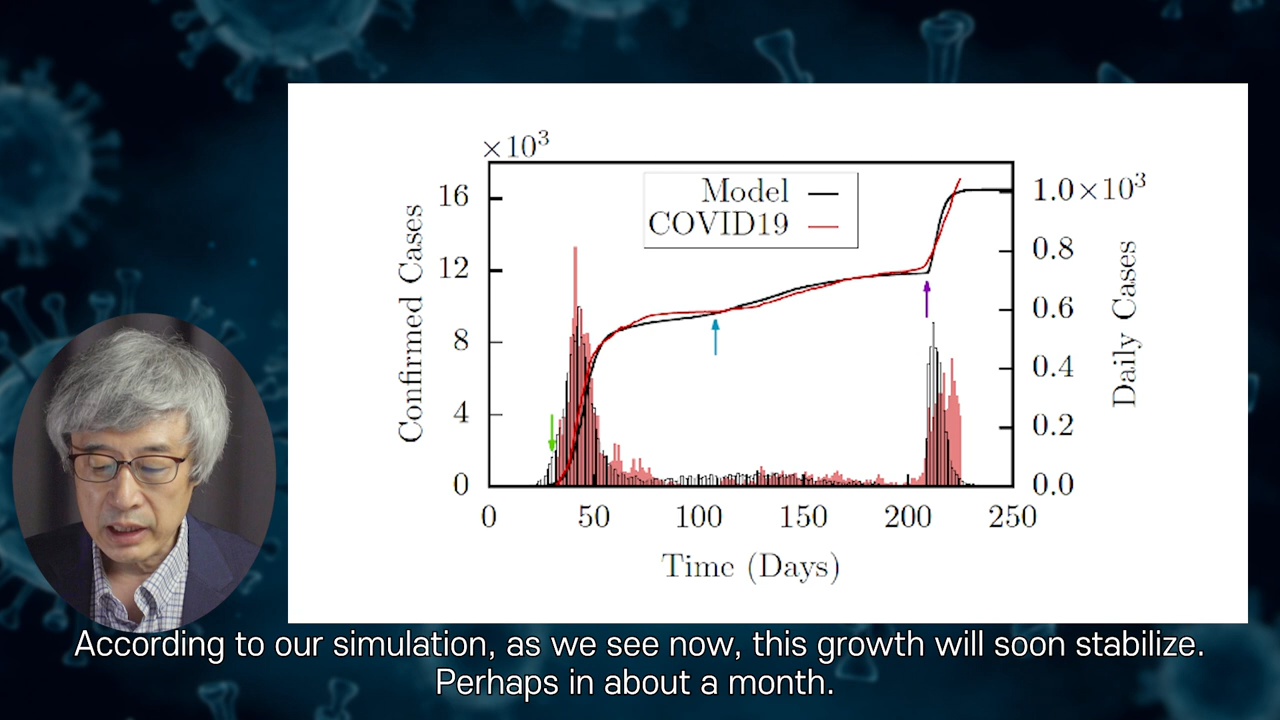 ×10³
16
12
8
4
0
Confirmed Cases
Model
COVID19
1.0×10³
0.8
0.6
0.4
0.2
0.0
Daily Cases
0 50 100 150 200 250
Time (Days)
According to our simulation, as we see now, this growth will soon stabilize.
Perhaps in about a month.